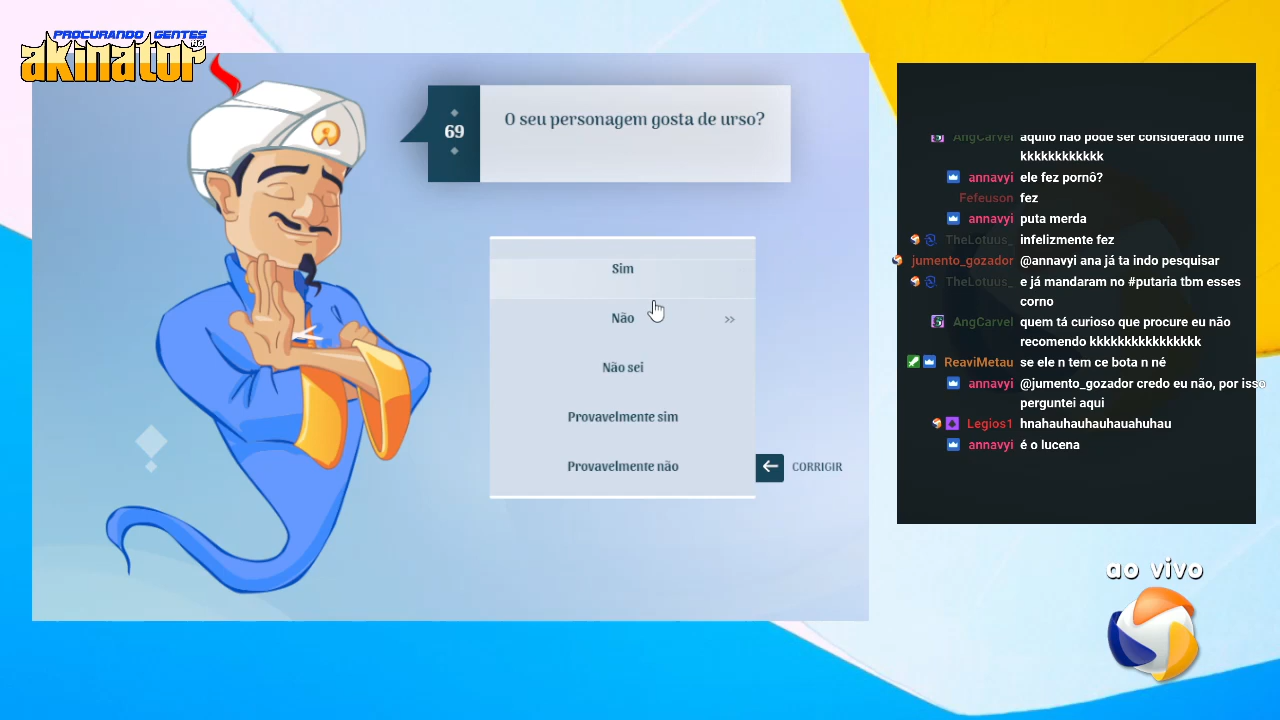 PROCURANDO GENTES
NO
akinator
69
O seu personagem gosta de urso?
Sim
Não
Não sei
Provavelmente sim
Provavelmente não
CORRIGIR
AngCarvel aquilo não pode ser considerado filme
kkkkkkkkkkkk
annavyi ele fez pornô?
Fefeuson fez
annavyi puta merda
TheLotuus_ infelizmente fez
jumento_gozador @annavyi ana já ta indo pesquisar
TheLotuus_ e já mandaram no #putaria tbm esses
corno
AngCarvel quem tá curioso que procure eu não
recomendo kkkkkkkkkkkkkkk
ReaviMetau se ele n tem ce bota n né
annavyi @jumento_gozador credo eu não, por isso
perguntei aqui
Legios1 hnahauhauhauhauahuhau
annavyi é o lucena
ao vivo